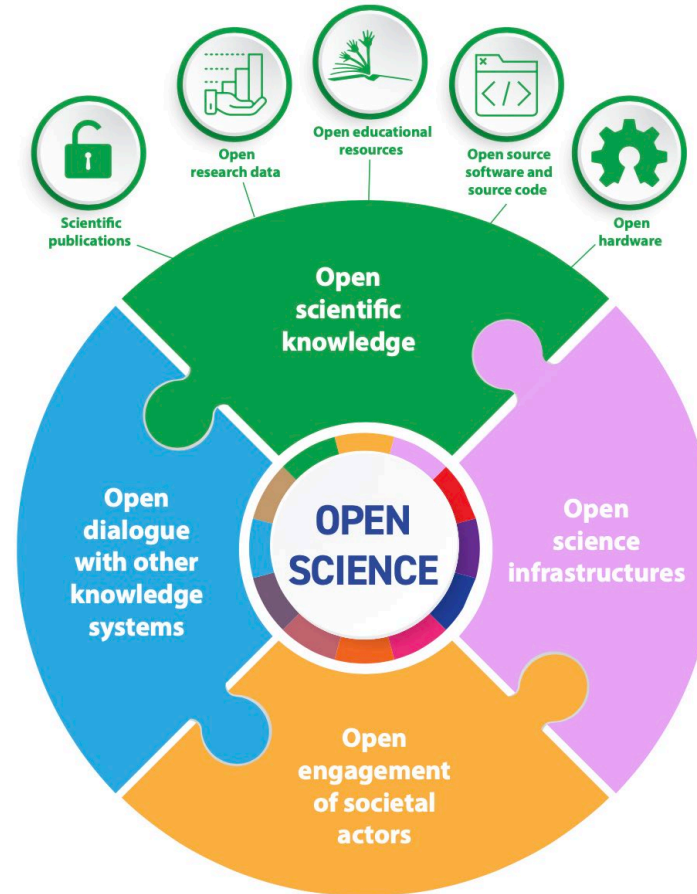 Scientific
publications
Open
research data
Open educational
resources
Open source
software and
source code
Open
hardware
Open
scientific
knowledge
Open
dialogue
with other
knowledge
systems
OPEN
SCIENCE
Open
science
infrastructures
Open
engagement
of societal
actors